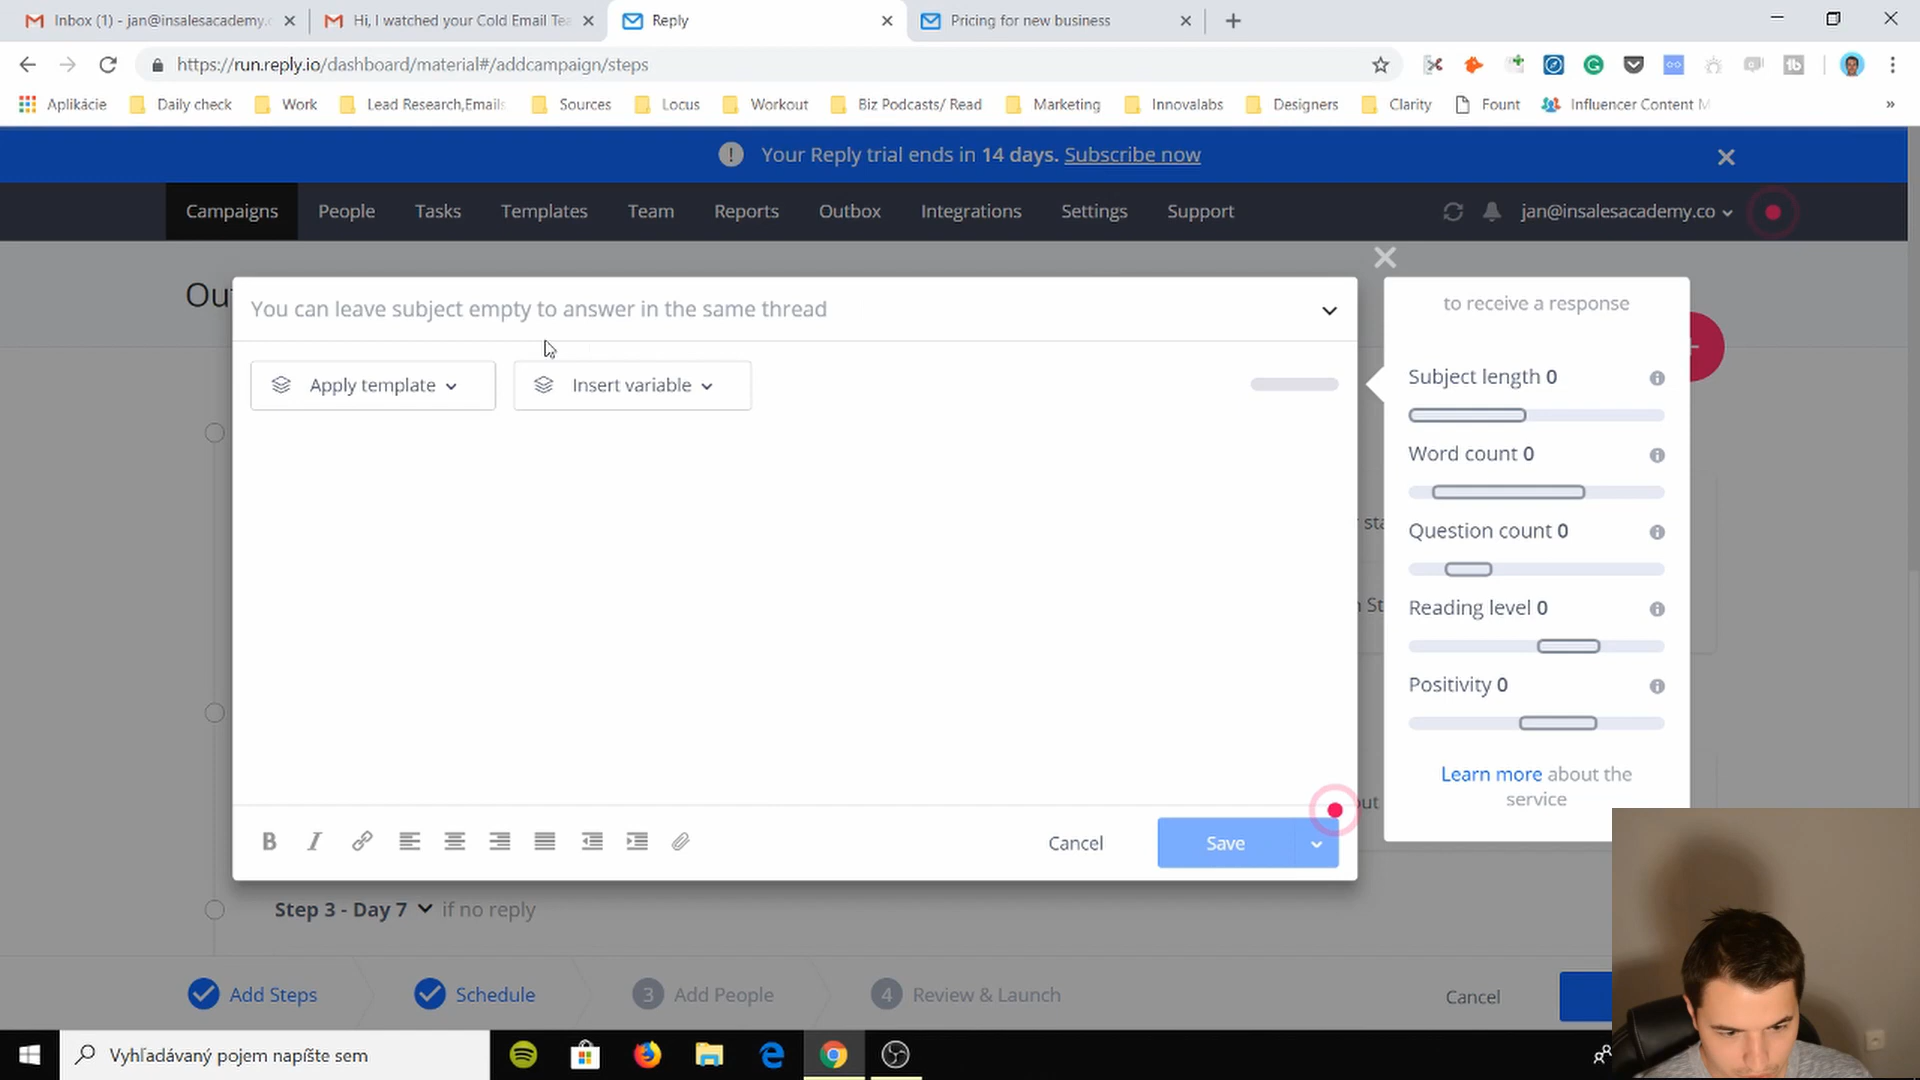 Inbox (1) - jan@insalesacademy.c
Hi, I watched your Cold Email Te
Reply
Pricing for new business
https://run.reply.io/dashboard/material#/addcampaign/steps
Aplikácie
Daily check
Work
Lead Research,Emails
Sources
Locus
Workout
Biz Podcasts/ Read
Marketing
Innovalabs
Designers
Clarity
Fount
Influencer Content M
»
Your Reply trial ends in 14 days. Subscribe now
Campaigns
People
Tasks
Templates
Team
Reports
Outbox
Integrations
Settings
Support
jan@insalesacademy.co
Ou
You can leave subject empty to answer in the same thread
to receive a response
Apply template
Insert variable
Subject length 0
Word count 0
Question count 0
Reading level 0
Positivity 0
Learn more about the
service
B I
Cancel
Save
Step 3 - Day 7 if no reply
Add Steps
Schedule
3 Add People
4 Review & Launch
Cancel
Vyhľadávaný pojem napíšte sem